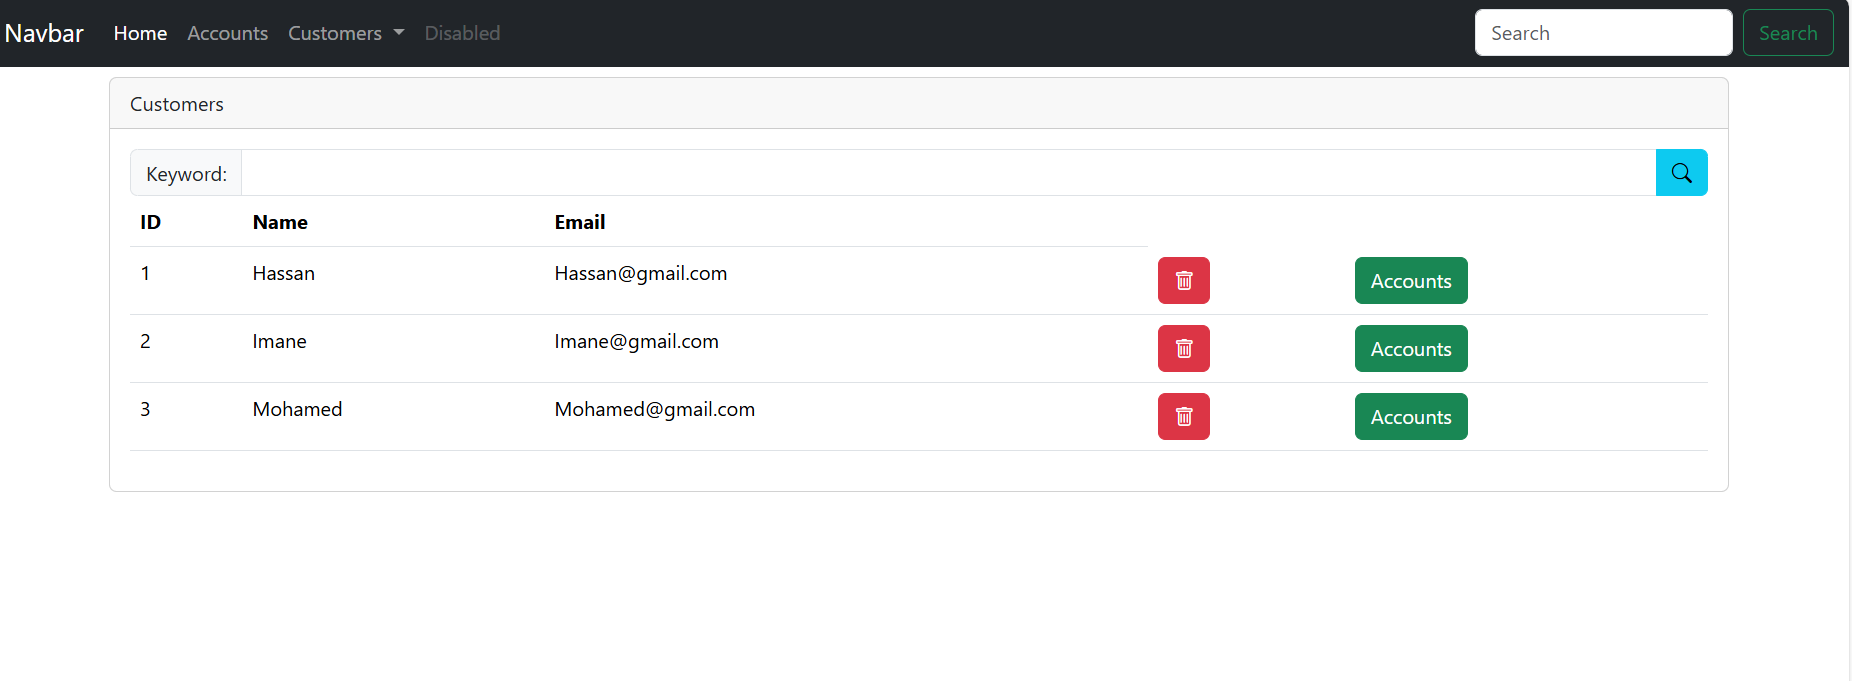 Navbar Home Accounts Customers Disabled Search Search
Customers
Keyword:
ID Name Email
1 Hassan Hassan@gmail.com Accounts
2 Imane Imane@gmail.com Accounts
3 Mohamed Mohamed@gmail.com Accounts